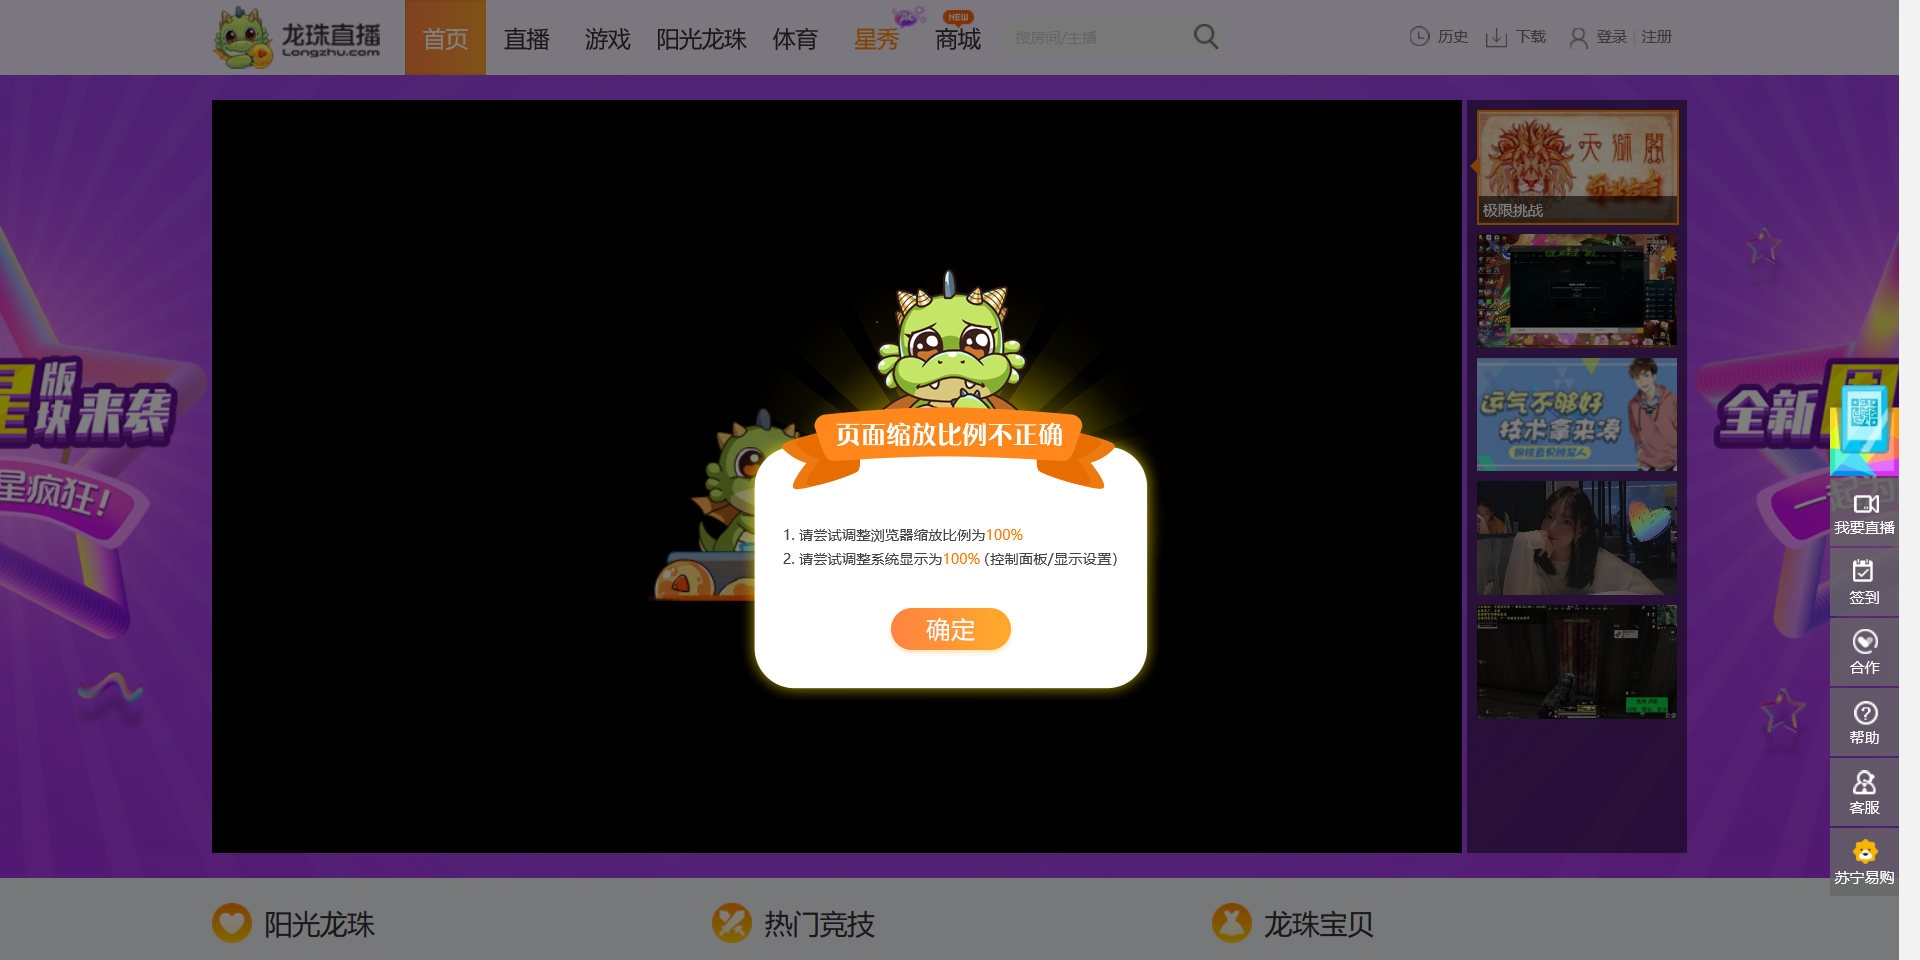 龙珠直播
Longzhu.com
首页
直播
游戏
阳光龙珠
体育
星秀
NEW
商城
搜房间/主播
历史
下载
登录
注册
天獅閣
极限挑战
运气不够好
技术拿来凑
版块来袭
星疯狂!
全新
页面缩放比例不正确
1. 请尝试调整浏览器缩放比例为100%
2. 请尝试调整系统显示为100% (控制面板/显示设置)
确定
我要直播
签到
合作
帮助
客服
苏宁易购
阳光龙珠
热门竞技
龙珠宝贝